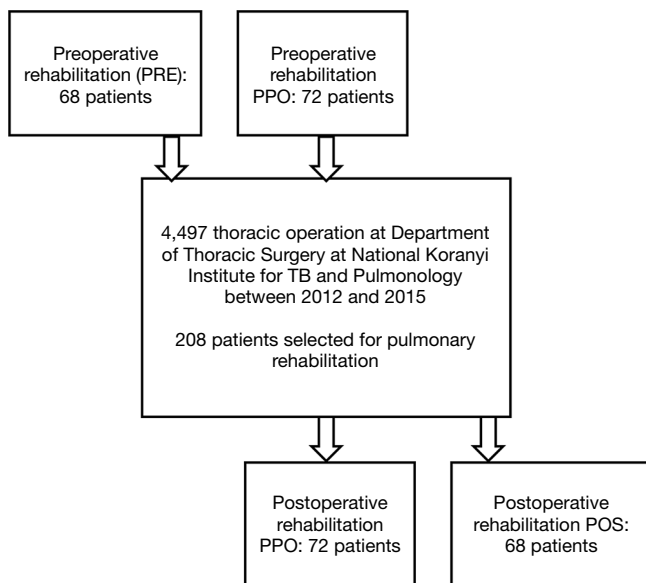 Preoperative
rehabilitation (PRE):
68 patients
Preoperative
rehabilitation
PPO: 72 patients
4,497 thoracic operation at Department
of Thoracic Surgery at National Koranyi
Institute for TB and Pulmonology
between 2012 and 2015
208 patients selected for pulmonary
rehabilitation
Postoperative
rehabilitation
PPO: 72 patients
Postoperative
rehabilitation POS:
68 patients